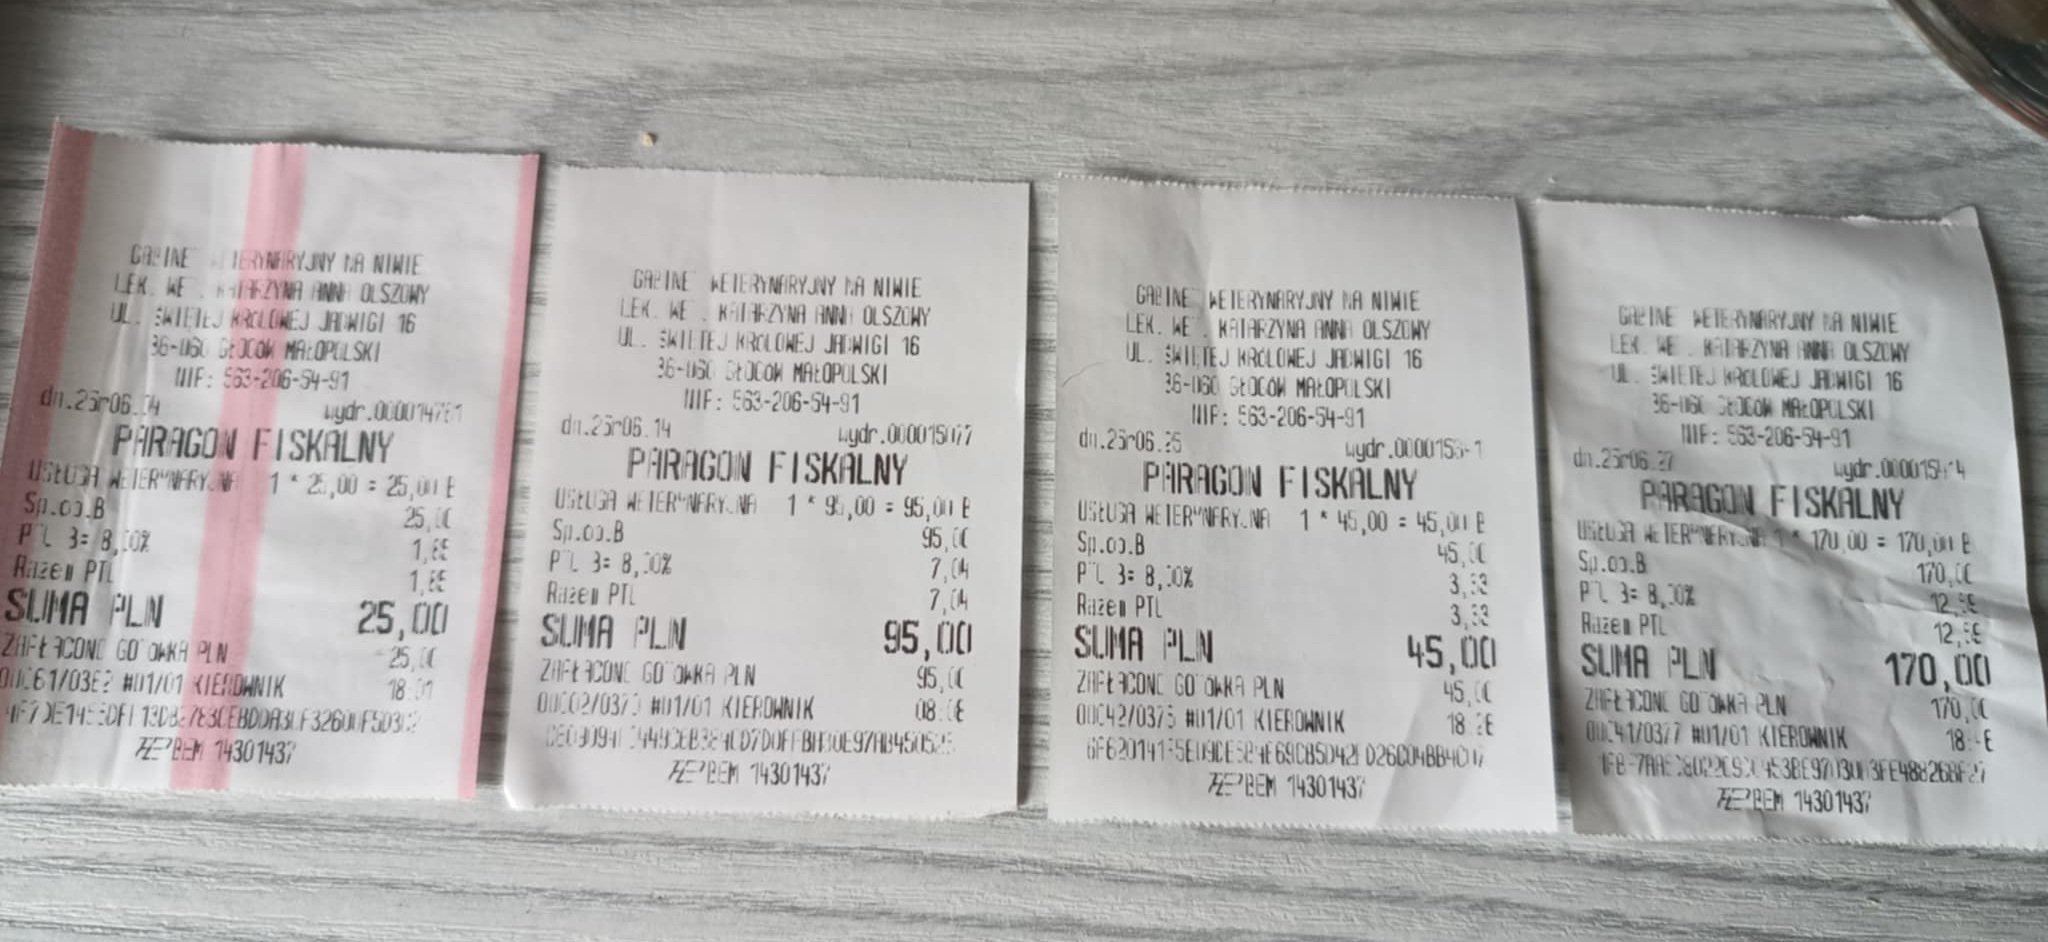 WETERYNARYJNY NA NIWIE
LEK. KATARZYNA ANNA OLSZOWY
UL. ŚWIĘTEJ KRÓLOWEJ JADWIGI 16
36-060 GŁOGÓW MAŁOPOLSKI
NIP: 563-206-54-91
dn.25r06.04
PARAGON FISKALNY
USŁUGA WETERYNARYJNA 1 * 25,00 = 25,00 B
Sp.op.B 25,00
PTU B= 8,00% 1,85
Razem PTU 1,85
SUMA PLN 25,00
ZAPŁACONO GOTÓWKA PLN 25,00
#01/01 KIEROWNIK
14301437
WETERYNARYJNY NA NIWIE
LEK. KATARZYNA ANNA OLSZOWY
UL. ŚWIĘTEJ KRÓLOWEJ JADWIGI 16
36-060 GŁOGÓW MAŁOPOLSKI
NIP: 563-206-54-91
dn.25r06.14 wydr.000015077
PARAGON FISKALNY
USŁUGA WETERYNARYJNA 1 * 95,00 = 95,00 B
Sp.op.B 95,00
PTU B= 8,00% 7,04
Razem PTU 7,04
SUMA PLN 95,00
ZAPŁACONO GOTÓWKA PLN 95,00
#01/01 KIEROWNIK
14301437
WETERYNARYJNY NA NIWIE
LEK. KATARZYNA ANNA OLSZOWY
UL. ŚWIĘTEJ KRÓLOWEJ JADWIGI 16
36-060 GŁOGÓW MAŁOPOLSKI
NIP: 563-206-54-91
PARAGON FISKALNY
USŁUGA WETERYNARYJNA 1 * 45,00 = 45,00 B
Sp.op.B 45,00
PTU B= 8,00% 3,33
Razem PTU 3,33
SUMA PLN 45,00
ZAPŁACONO GOTÓWKA PLN 45,00
#01/01 KIEROWNIK
14301437
WETERYNARYJNY NA NIWIE
LEK. KATARZYNA ANNA OLSZOWY
UL. ŚWIĘTEJ KRÓLOWEJ JADWIGI 16
36-060 GŁOGÓW MAŁOPOLSKI
NIP: 563-206-54-91
dn.25r06.27
PARAGON FISKALNY
USŁUGA WETERYNARYJNA 1 * 170,00 = 170,00 B
Sp.op.B 170,00
PTU B= 8,00% 12,59
Razem PTU 12,59
SUMA PLN 170,00
ZAPŁACONO GOTÓWKA PLN 170,00
#01/01 KIEROWNIK
14301437